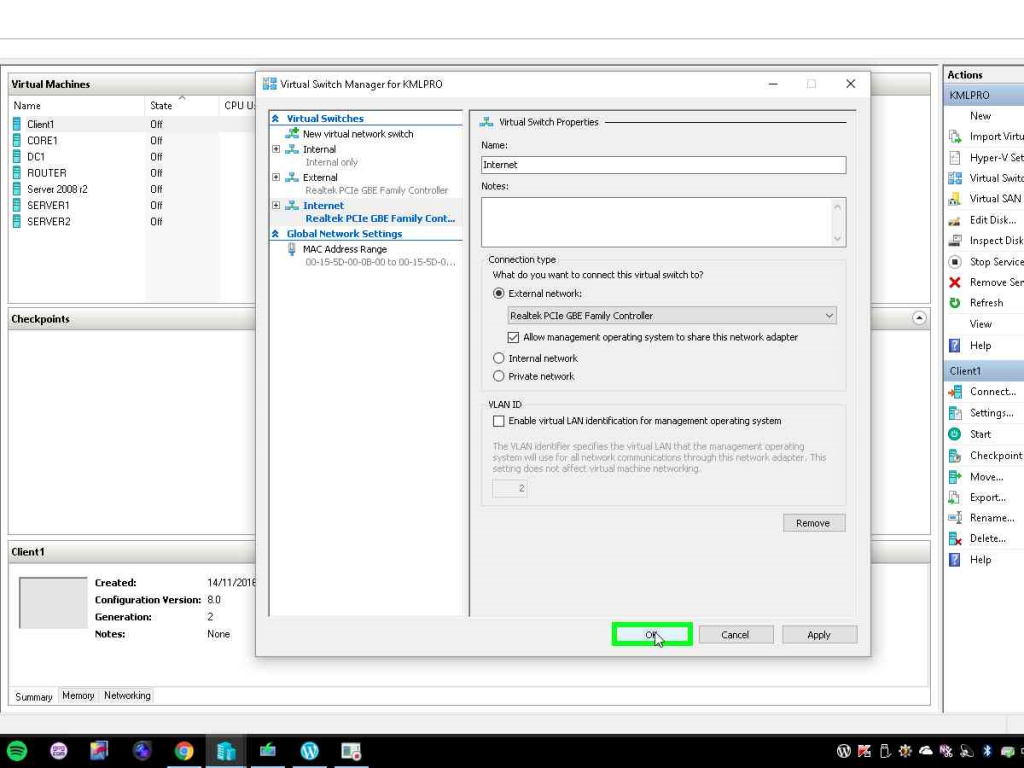 Virtual Machines
Name State CPU U
Client1 Off
CORE1 Off
DC1 Off
ROUTER Off
Server 2008 r2 Off
SERVER1 Off
SERVER2 Off
Checkpoints
Client1
Created: 14/11/2016
Configuration Version: 8.0
Generation: 2
Notes: None
Summary Memory Networking
Virtual Switch Manager for KMLPRO
Virtual Switches
New virtual network switch
Internal
Internal only
External
Realtek PCIe GBE Family Controller
Internet
Realtek PCIe GBE Family Cont...
Global Network Settings
MAC Address Range
00-15-5D-00-0B-00 to 00-15-5D-0...
Virtual Switch Properties
Name:
Internet
Notes:
Connection type
What do you want to connect this virtual switch to?
External network:
Realtek PCIe GBE Family Controller
Allow management operating system to share this network adapter
Internal network
Private network
VLAN ID
Enable virtual LAN identification for management operating system
The VLAN identifier specifies the virtual LAN that the management operating
system will use for all network communications through this network adapter. This
setting does not affect virtual machine networking.
2
Remove
OK Cancel Apply
Actions
KMLPRO
New
Import Virtu
Hyper-V Set
Virtual Switc
Virtual SAN
Edit Disk...
Inspect Disk
Stop Service
Remove Ser
Refresh
View
Help
Client1
Connect...
Settings...
Start
Checkpoint
Move...
Export...
Rename...
Delete...
Help